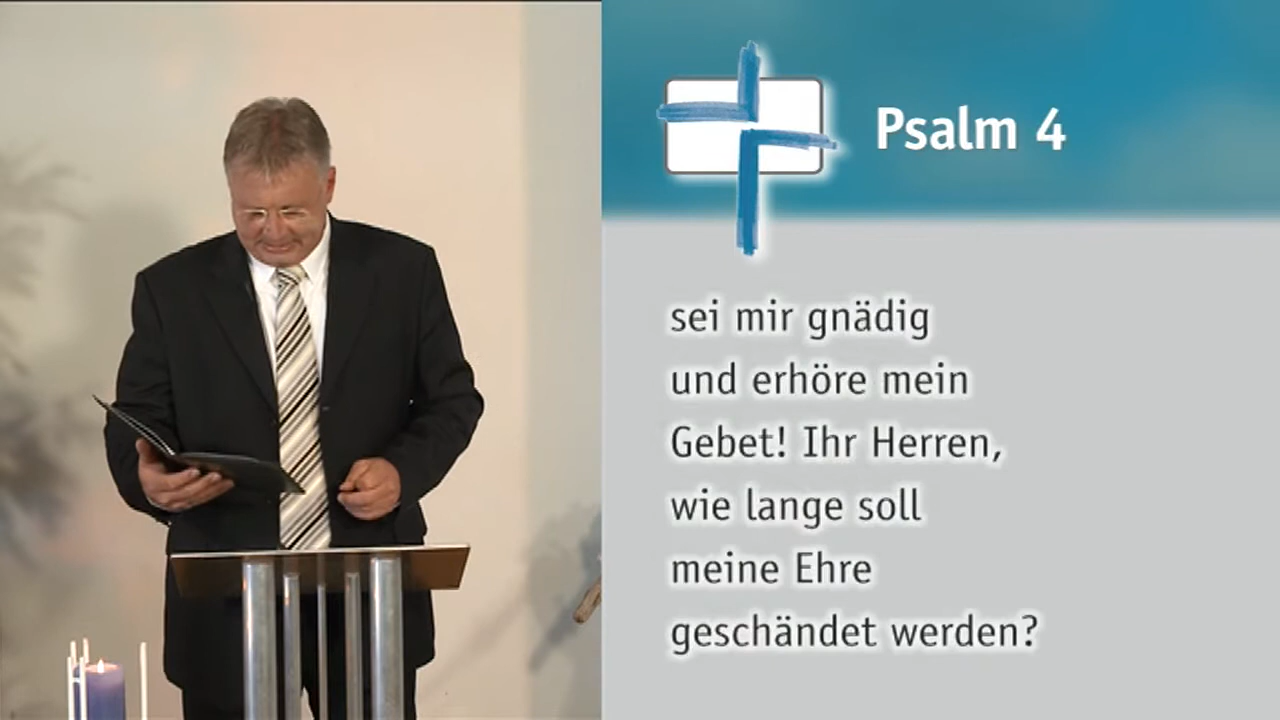 Psalm 4
sei mir gnädig
und erhöre mein
Gebet! Ihr Herren,
wie lange soll
meine Ehre
geschändet werden?